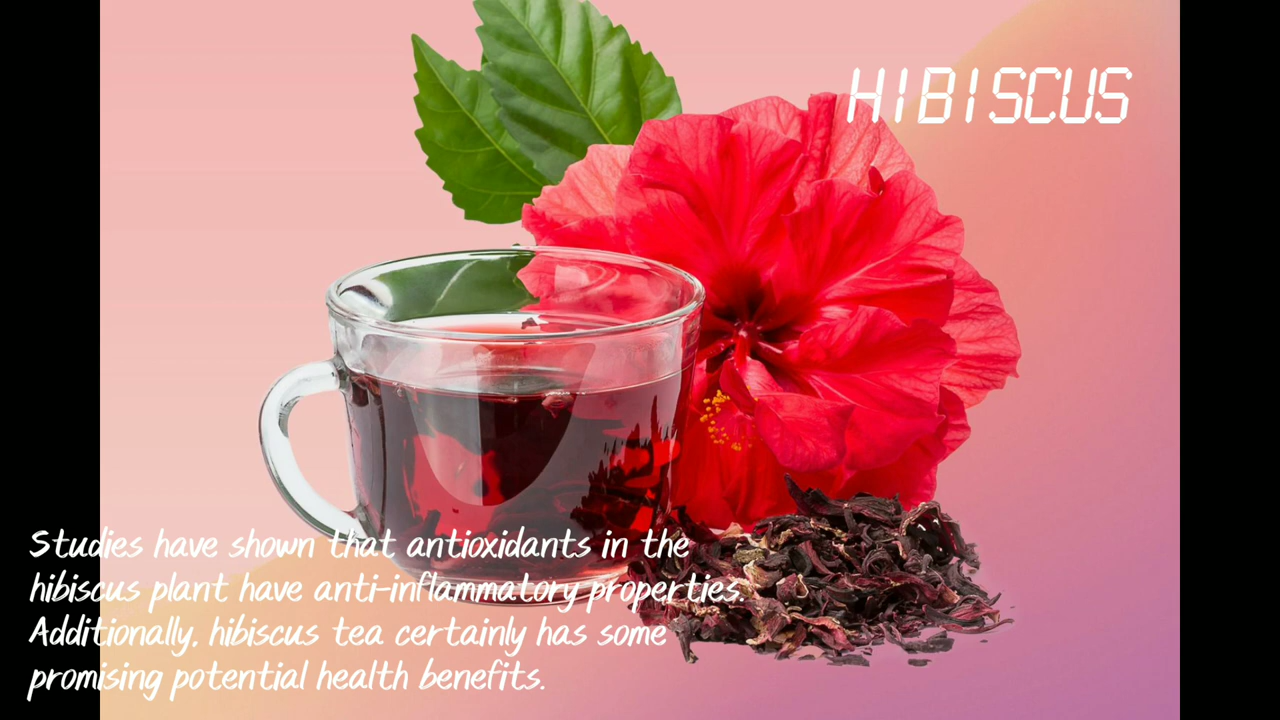 HIBISCUS
Studies have shown that antioxidants in the
hibiscus plant have anti-inflammatory properties.
Additionally, hibiscus tea certainly has some
promising potential health benefits.